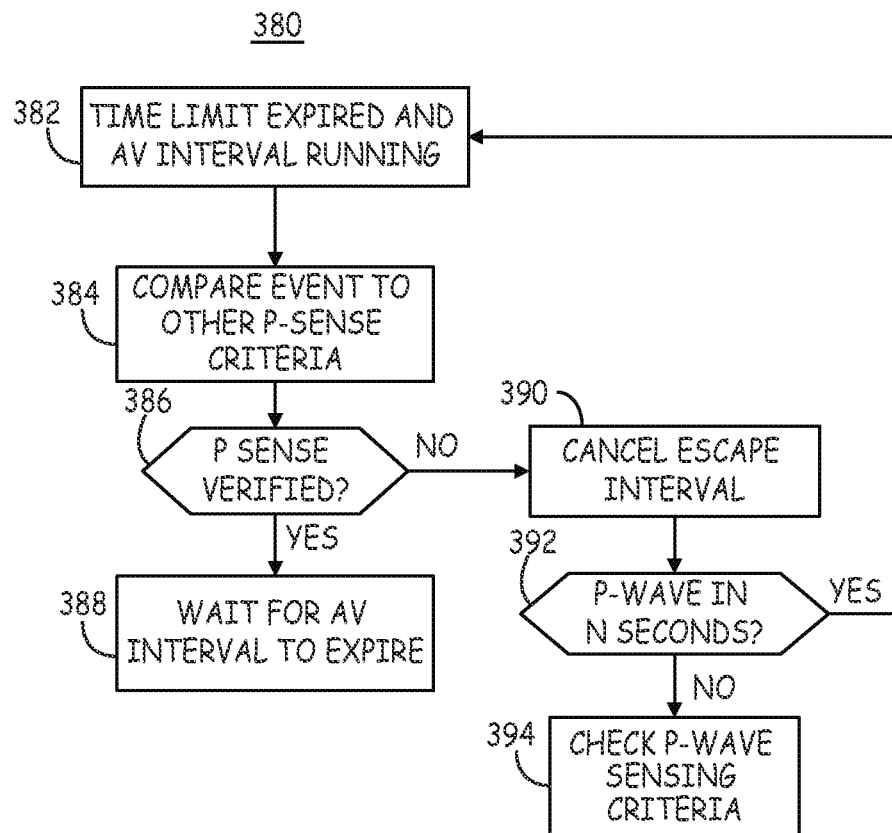 380
382
TIME LIMIT EXPIRED AND
AV INTERVAL RUNNING
384
COMPARE EVENT TO
OTHER P-SENSE
CRITERIA
386
P SENSE
VERIFIED?
NO
YES
388
WAIT FOR AV
INTERVAL TO EXPIRE
390
CANCEL ESCAPE
INTERVAL
392
P-WAVE IN
N SECONDS?
YES
NO
394
CHECK P-WAVE
SENSING
CRITERIA